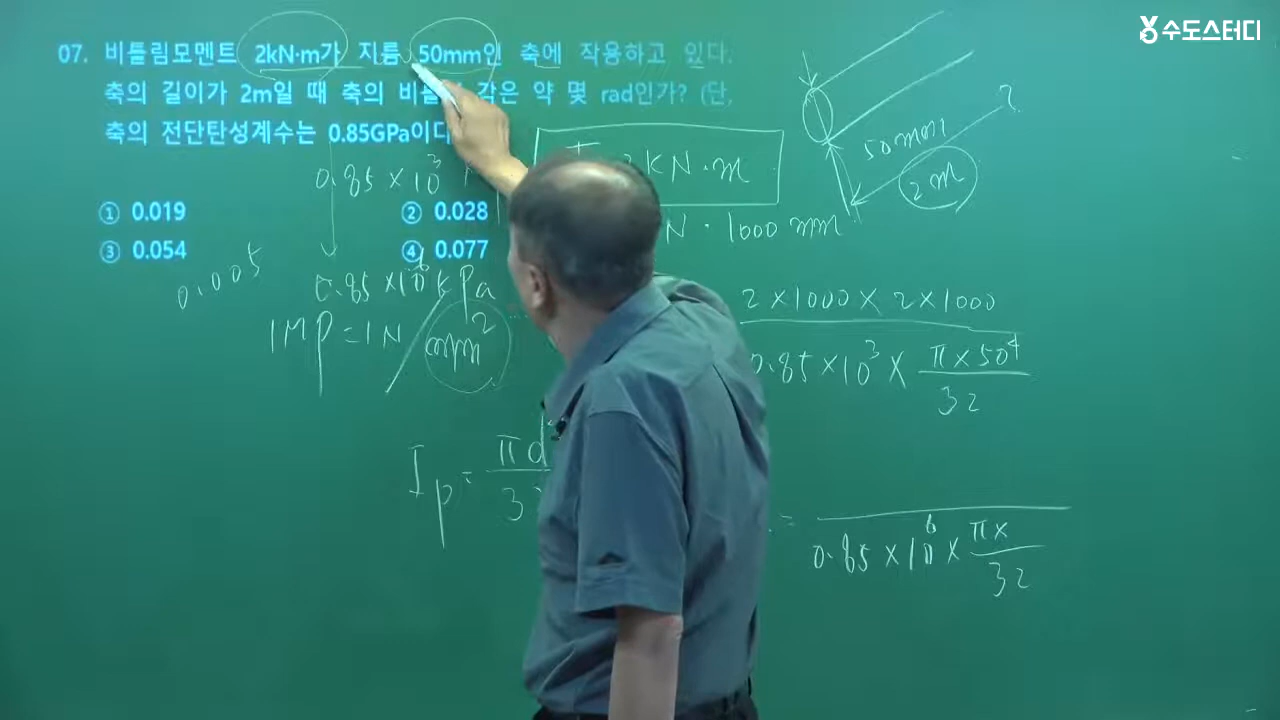 수도스터디
07. 비틀림모멘트 2kN·m가 지름 50mm인 축에 작용하고 있다.
축의 길이가 2m일 때 축의 각은 약 몇 rad인가? (단,
축의 전단탄성계수는 0.85GPa이다
① 0.019 ② 0.028
③ 0.054 ④ 0.077
0.85 × 10³
0.85 × 10⁶ kPa
0.005
1MP = 1N / mm²
KN · m
N · 1000 mm
50mm
2m
?
2 × 1000 × 2 × 1000
0.85 × 10³ × π × 50⁴
32
Ip = πd
3
=
0.85 × 10⁶ × π ×
32